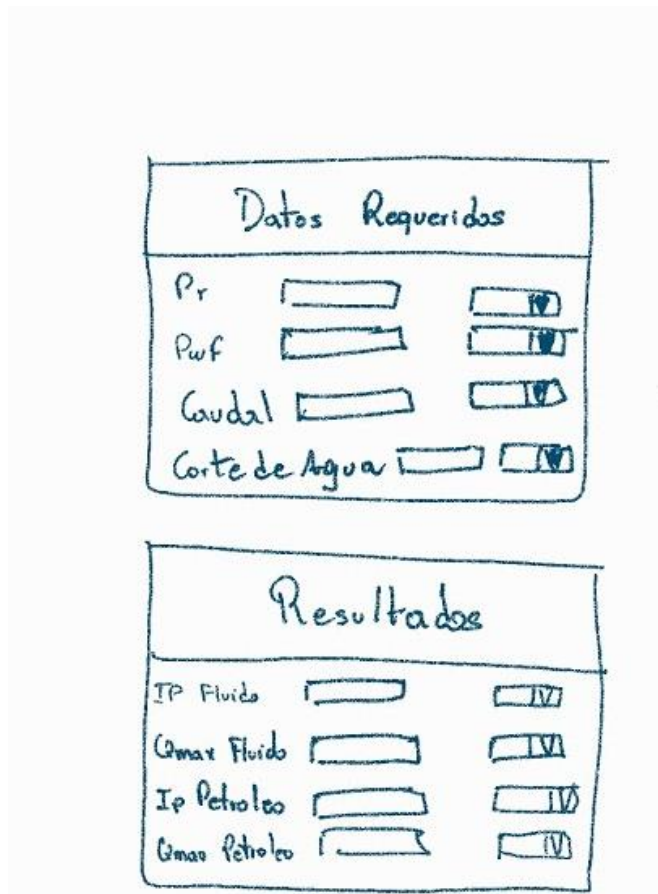 Datos Requeridos
Pr
Pwf
Caudal
Corte de Agua
Resultados
IP Fluido
Qmax Fluido
Ip Petroleo
Qmax Petroleo